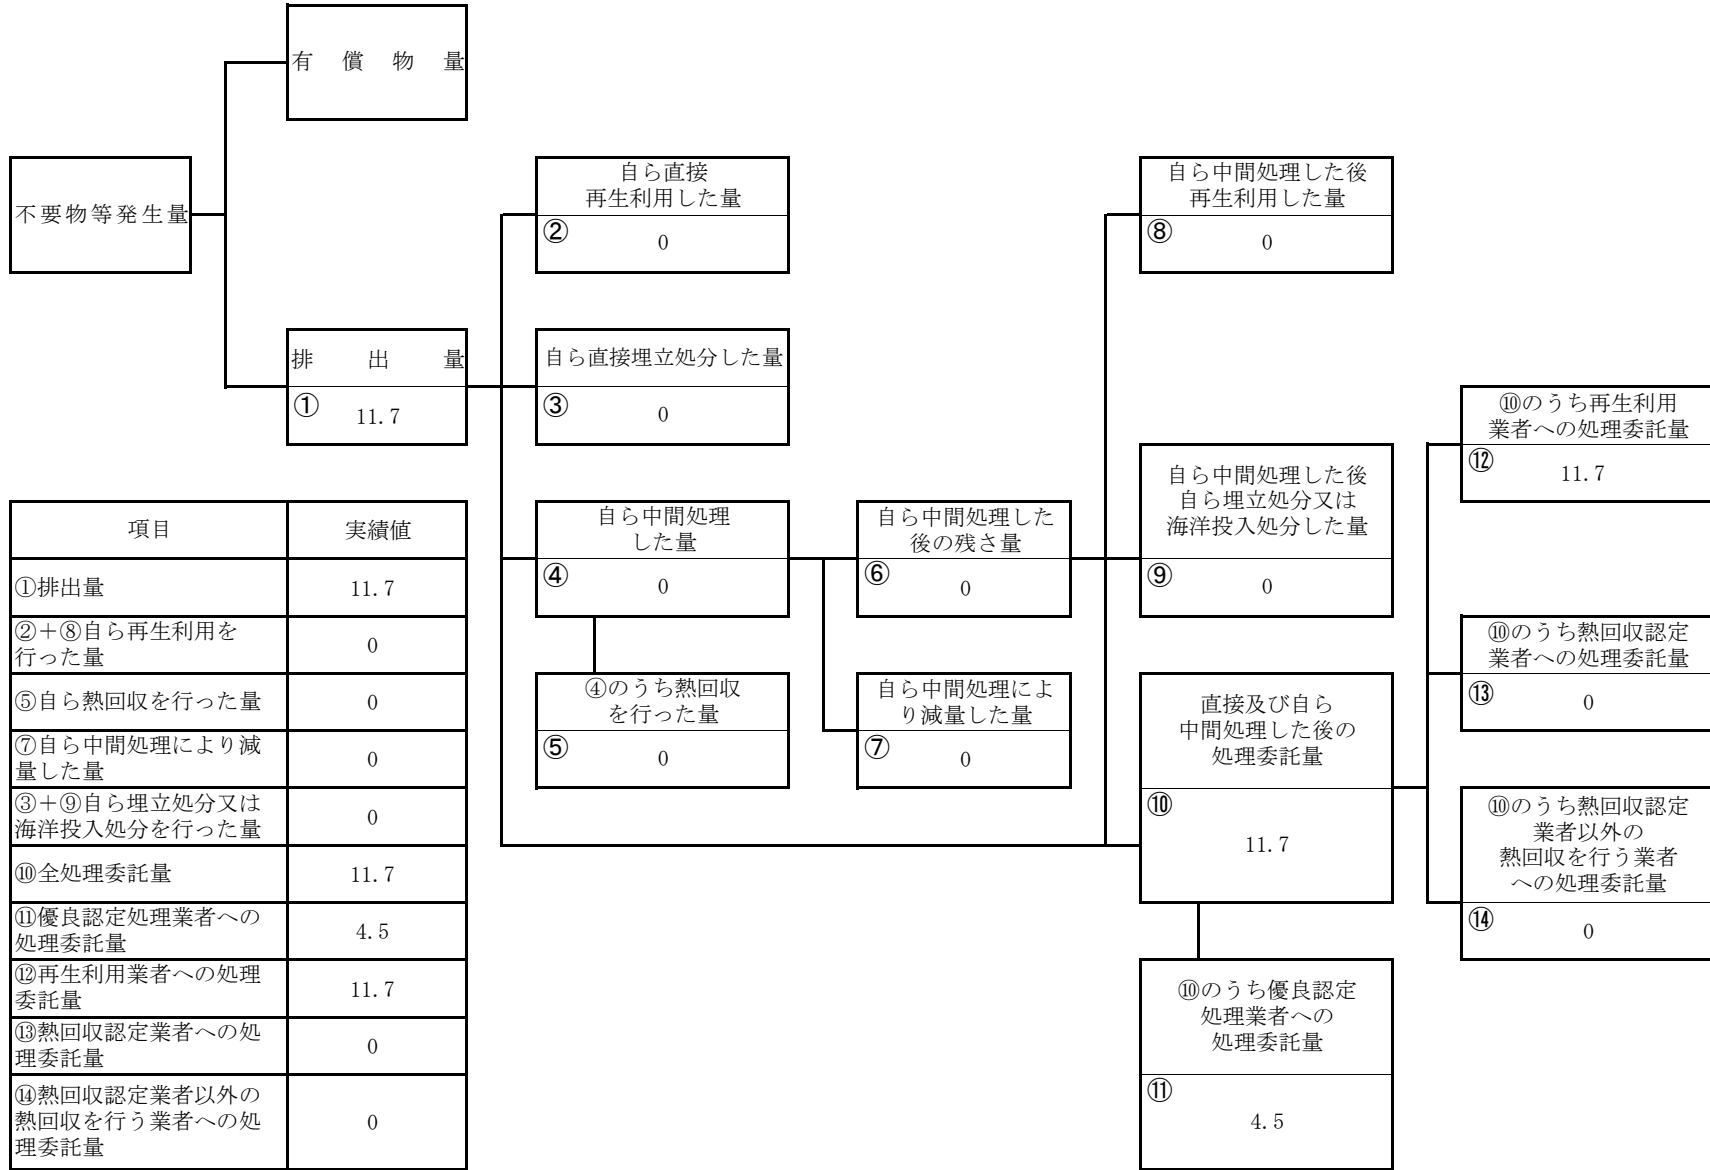 有償物量
不要物等発生量
自ら直接
再生利用した量
②
0
自ら中間処理した後
再生利用した量
⑧
0
排出量
①
11.7
自ら直接埋立処分した量
③
0
⑩のうち再生利用
業者への処理委託量
⑫
11.7
自ら中間処理
した量
④
0
自ら中間処理した
後の残さ量
⑥
0
自ら中間処理した後
自ら埋立処分又は
海洋投入処分した量
⑨
0
⑩のうち熱回収認定
業者への処理委託量
⑬
0
④のうち熱回収
を行った量
⑤
0
自ら中間処理によ
り減量した量
⑦
0
直接及び自ら
中間処理した後の
処理委託量
⑩
11.7
⑩のうち熱回収認定
業者以外の
熱回収を行う業者
への処理委託量
⑭
0
⑩のうち優良認定
処理業者への
処理委託量
⑪
4.5
項目 実績値
①排出量 11.7
②+⑧自ら再生利用を
行った量 0
⑤自ら熱回収を行った量 0
⑦自ら中間処理により減
量した量 0
③+⑨自ら埋立処分又は
海洋投入処分を行った量 0
⑩全処理委託量 11.7
⑪優良認定処理業者への
処理委託量 4.5
⑫再生利用業者への処理
委託量 11.7
⑬熱回収認定業者への処
理委託量 0
⑭熱回収認定業者以外の
熱回収を行う業者への処
理委託量 0